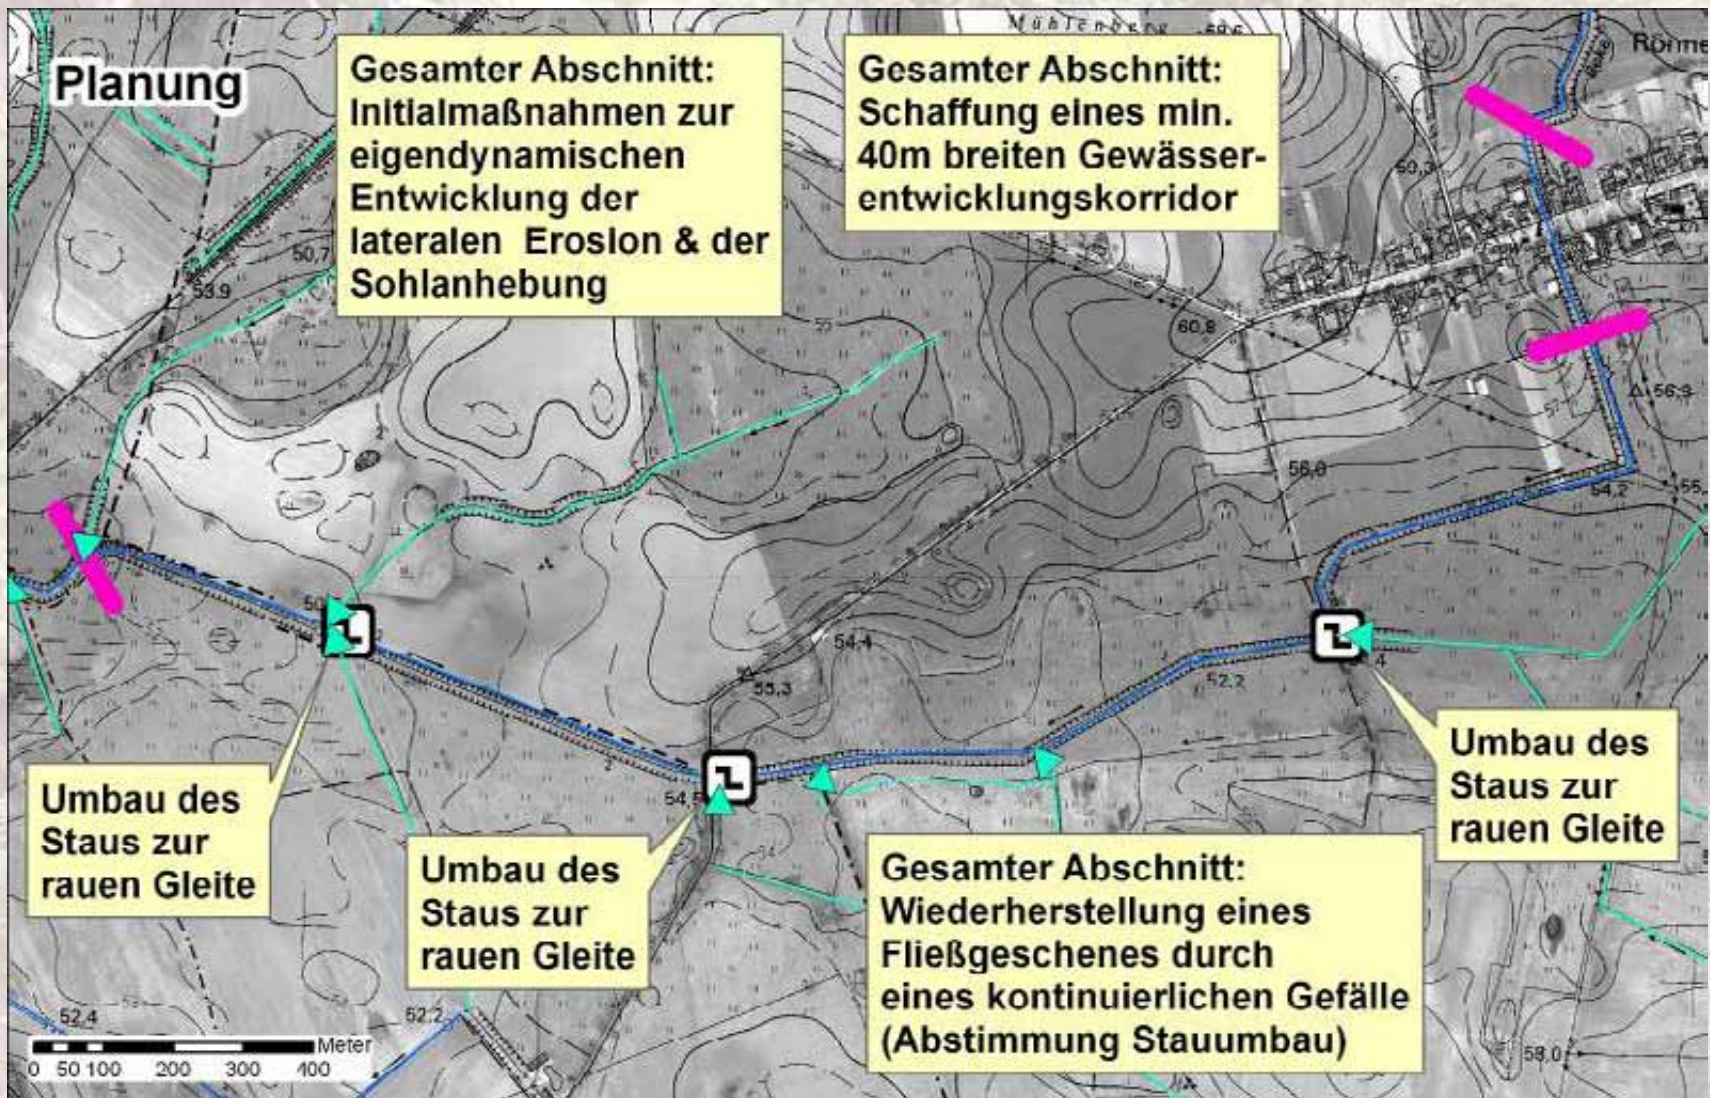 Mühlenberg
Planung
Gesamter Abschnitt:
Initialmaßnahmen zur
eigendynamischen
Entwicklung der
lateralen Erosion & der
Sohlanhebung
Gesamter Abschnitt:
Schaffung eines min.
40m breiten Gewässer-
entwicklungskorridor
50,7
53.9
60,8
56,9
56,0
54,2
55
54,4
55,3
52,2
Umbau des
Staus zur
rauen Gleite
Umbau des
Staus zur
rauen Gleite
Umbau des
Staus zur
rauen Gleite
Gesamter Abschnitt:
Wiederherstellung eines
Fließgeschenes durch
eines kontinuierlichen Gefälle
(Abstimmung Stauumbau)
52,4
52,2
58,0
Meter
0 50 100 200 300 400